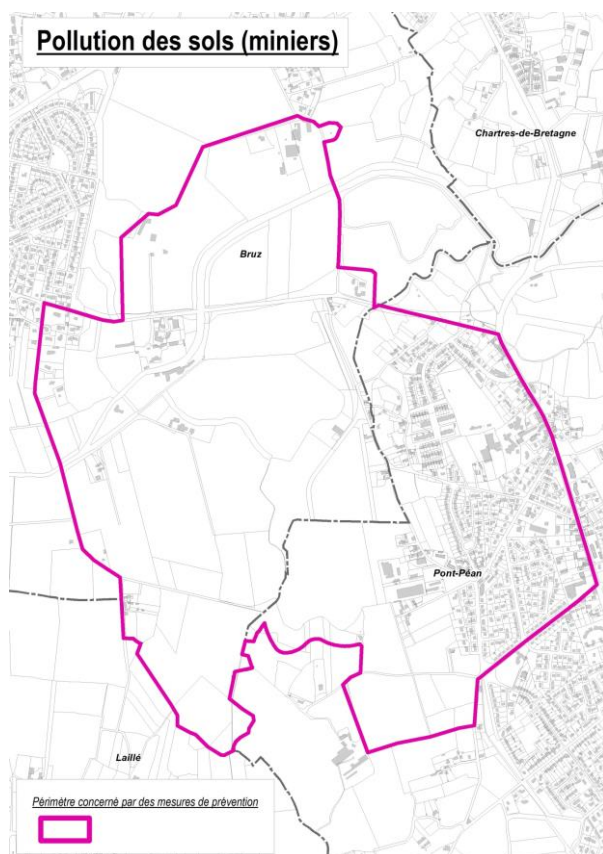 Pollution des sols (miniers)
Chartres-de-Bretagne
Bruz
Pont-Péan
Laillé
Périmètre concerné par des mesures de prévention